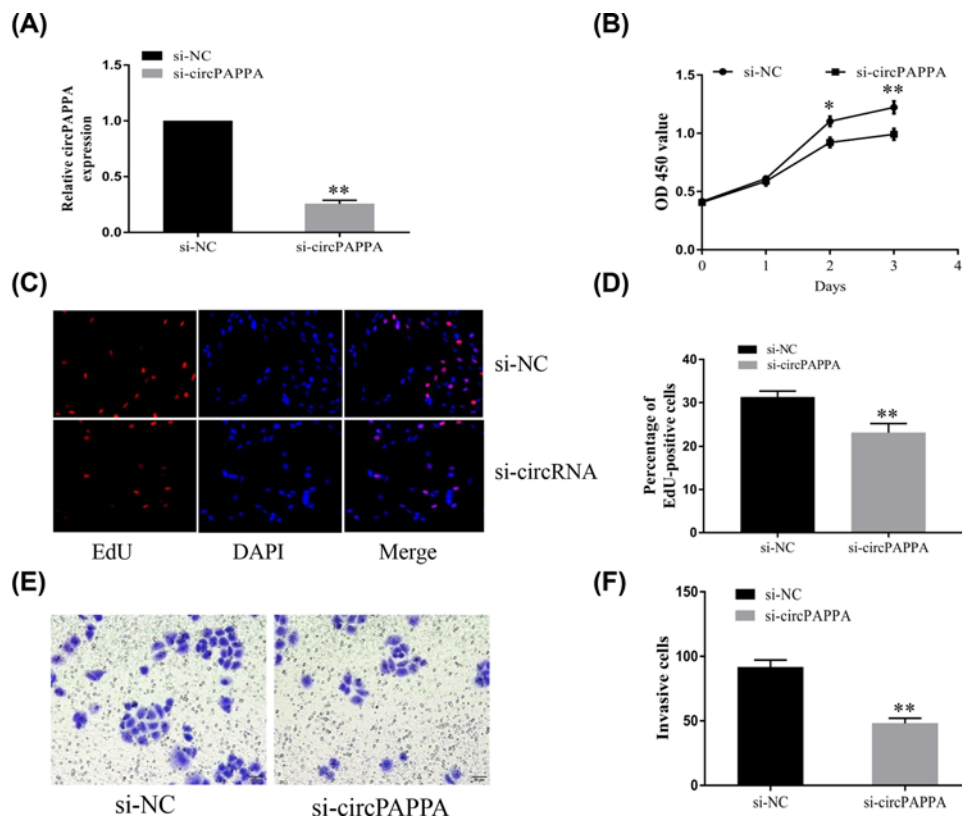 (A)
si-NC
si-circPAPPA
Relative circPAPPA
expression
1.5
1.0
0.5
0.0
**
si-NC
si-circPAPPA
(B)
si-NC
si-circPAPPA
OD 450 value
1.5
1.0
0.5
0.0
*
**
0
1
2
3
4
Days
(C)
si-NC
si-circRNA
EdU
DAPI
Merge
(D)
si-NC
si-circPAPPA
Percentage of
EdU-positive cells
40
30
20
10
0
**
si-NC
si-circPAPPA
(E)
si-NC
si-circPAPPA
(F)
si-NC
si-circPAPPA
Invasive cells
150
100
50
0
**
si-NC
si-circPAPPA